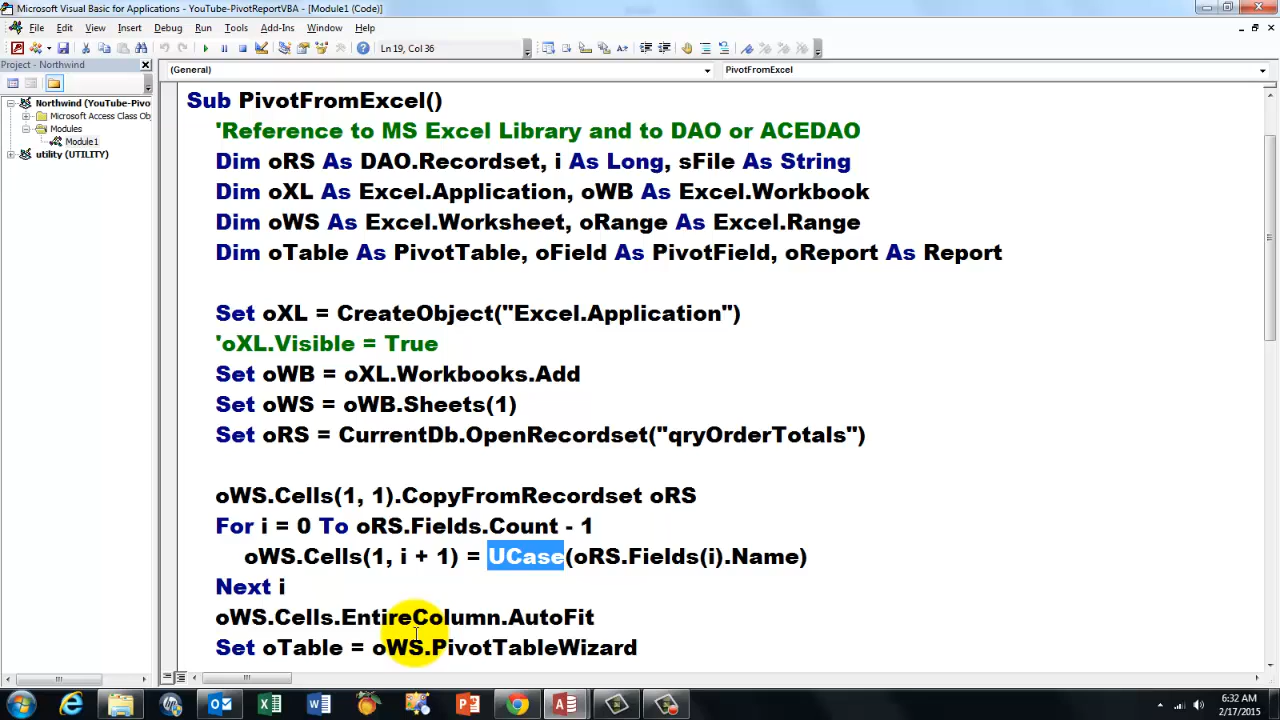 Microsoft Visual Basic for Applications - YouTube-PivotReportVBA - [Module1 (Code)]
File Edit View Insert Debug Run Tools Add-Ins Window Help
Ln 19, Col 36
Project - Northwind
(General)
PivotFromExcel
Northwind (YouTube-Pivo
Microsoft Access Class Obj
Modules
Module1
utility (UTILITY)
Sub PivotFromExcel()
'Reference to MS Excel Library and to DAO or ACEDAO
Dim oRS As DAO.Recordset, i As Long, sFile As String
Dim oXL As Excel.Application, oWB As Excel.Workbook
Dim oWS As Excel.Worksheet, oRange As Excel.Range
Dim oTable As PivotTable, oField As PivotField, oReport As Report
Set oXL = CreateObject("Excel.Application")
'oXL.Visible = True
Set oWB = oXL.Workbooks.Add
Set oWS = oWB.Sheets(1)
Set oRS = CurrentDb.OpenRecordset("qryOrderTotals")
oWS.Cells(1, 1).CopyFromRecordset oRS
For i = 0 To oRS.Fields.Count - 1
oWS.Cells(1, i + 1) = UCase(oRS.Fields(i).Name)
Next i
oWS.Cells.EntireColumn.AutoFit
Set oTable = oWS.PivotTableWizard
6:32 AM
2/17/2015